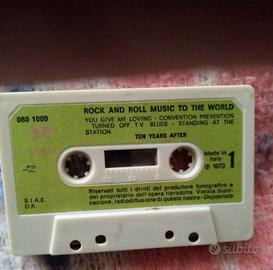 ROCK AND ROLL MUSIC TO THE WORLD
080 1009
YOU GIVE ME LOVING - CONVENTION PREVENTION
TURNED OFF T V BLUES - STANDING AT THE
STATION
TEN YEARS AFTER
Made in
Italy
℗ 1972
1
S.I.A.E.
D.R.
Riservati tutti i diritti del produttore fonografico e
del proprietario dell'opera riprodotta Vietata dupli-
cazione, radiodiffusione di questo nastro - Depositato
subito